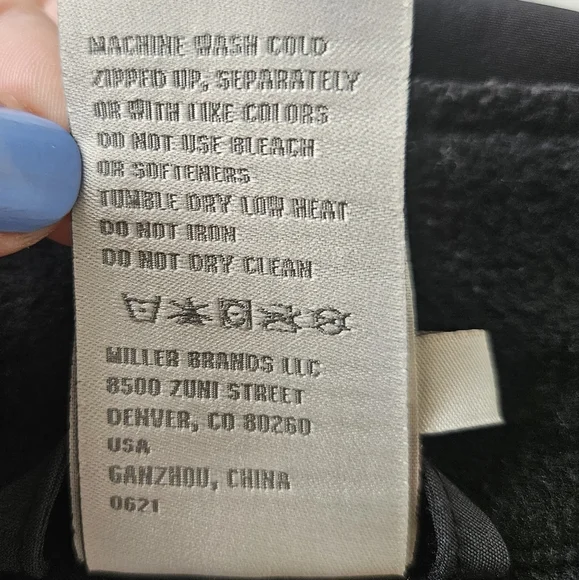 MACHINE WASH COLD
ZIPPED UP, SEPARATELY
OR WITH LIKE COLORS
DO NOT USE BLEACH
OR SOFTENERS
TUMBLE DRY LOW HEAT
DO NOT IRON
DO NOT DRY CLEAN
MILLER BRANDS LLC
8500 ZUNI STREET
DENVER, CO 80260
USA
GANZHOU, CHINA
0621